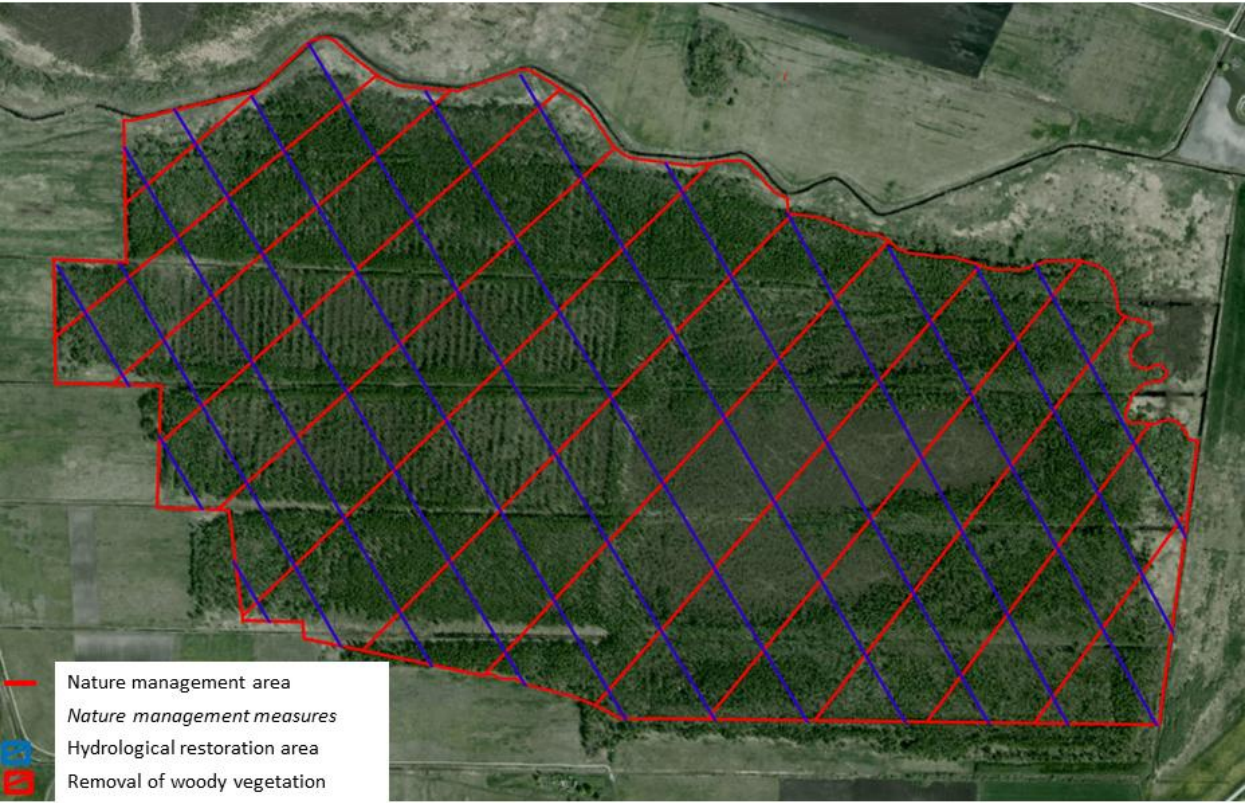 Nature management area
Nature management measures
Hydrological restoration area
Removal of woody vegetation